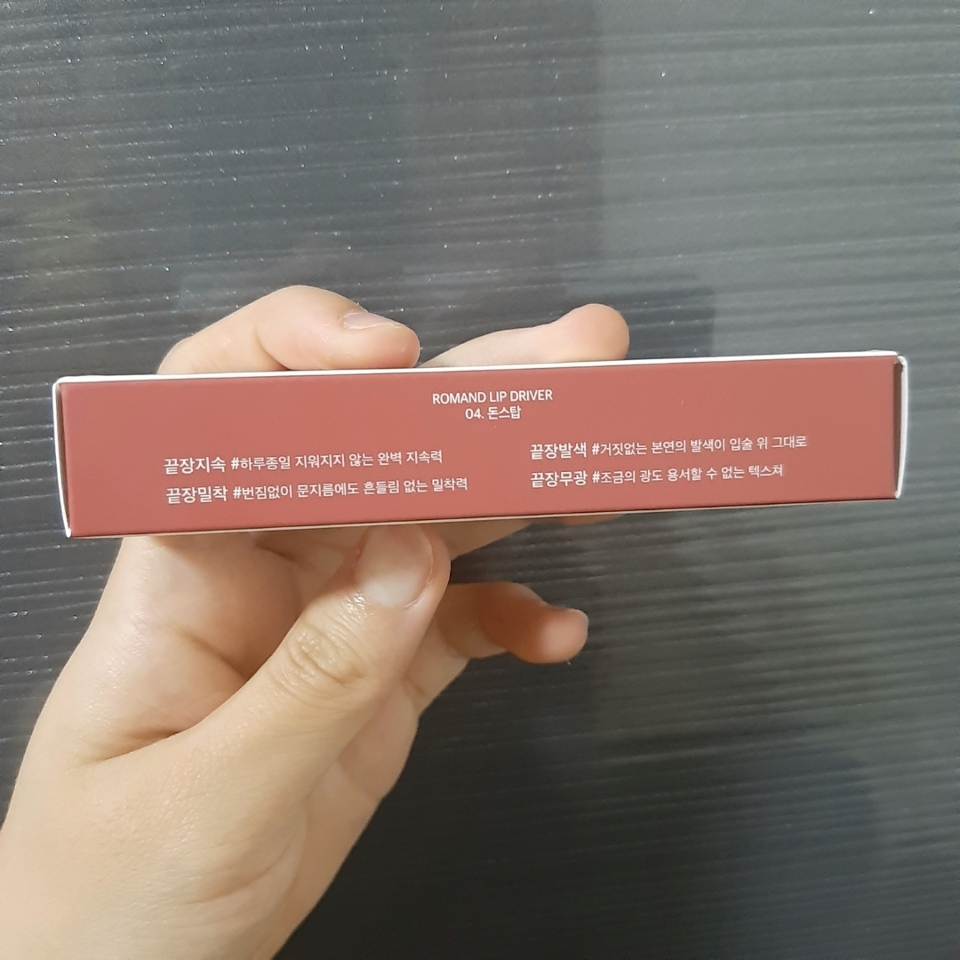 ROMAND LIP DRIVER
04. 돈스탑
끝장지속 #하루종일 지워지지 않는 완벽 지속력
끝장밀착 #번짐없이 문지름에도 흔들림 없는 밀착력
끝장발색 #거짓없는 본연의 발색이 입술 위 그대로
끝장무광 #조금의 광도 용서할 수 없는 텍스쳐